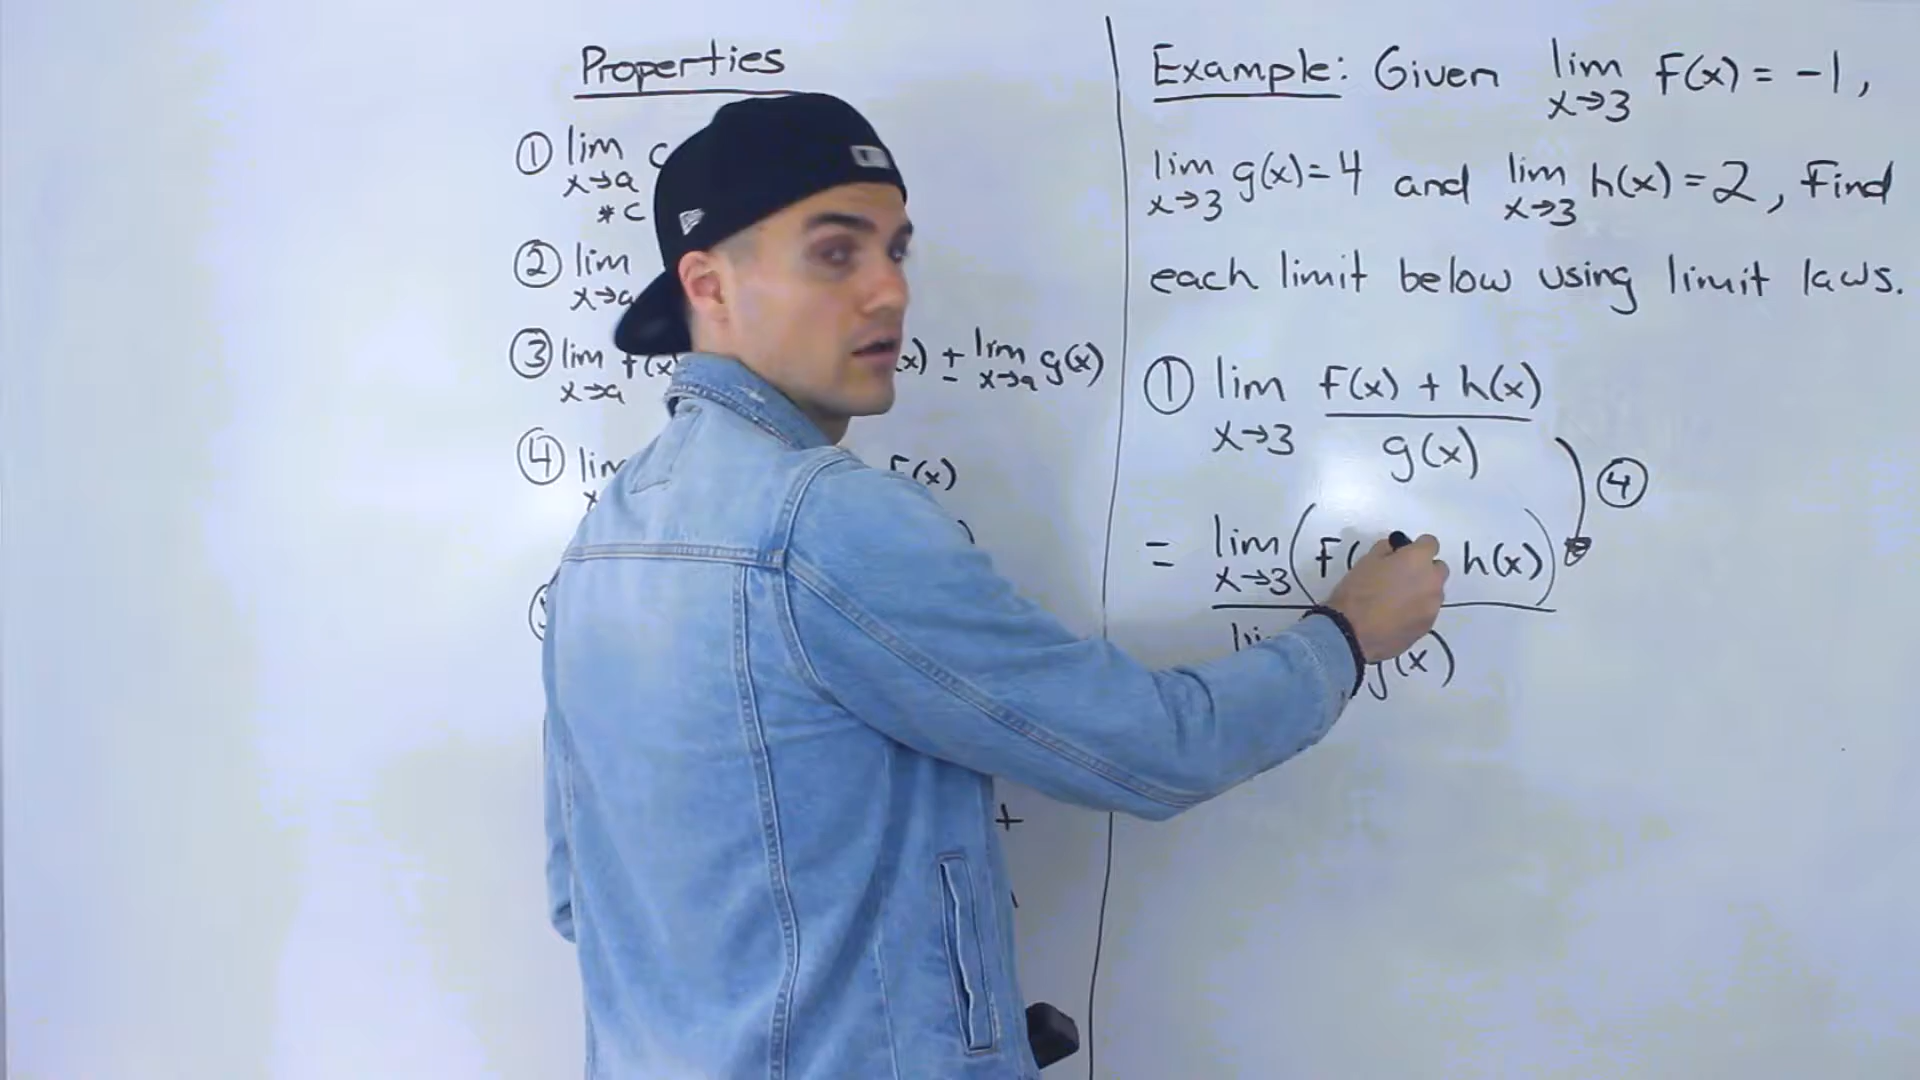 Properties
① lim c
x→a
*c
② lim
x→a
③ lim f(x x) ± lim g(x)
x→a x→a
④ lim f(x)
x
)
+
Example: Given lim f(x) = -1,
x→3
lim g(x)=4 and lim h(x)=2, Find
x→3 x→3
each limit below using limit laws.
① lim f(x) + h(x)
x→3 g(x)
④
= lim (f( h(x))
x→3
li g(x)